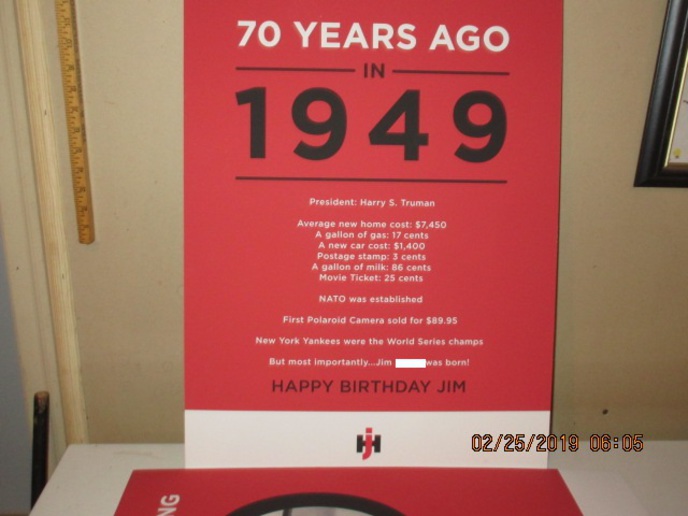 70 YEARS AGO
IN
1949
President: Harry S. Truman
Average new home cost: $7,450
A gallon of gas: 17 cents
A new car cost: $1,400
Postage stamp: 3 cents
A gallon of milk: 86 cents
Movie Ticket: 25 cents
NATO was established
First Polaroid Camera sold for $89.95
New York Yankees were the World Series champs
But most importantly...Jim was born!
HAPPY BIRTHDAY JIM
jH
02/25/2019 06:05
NG